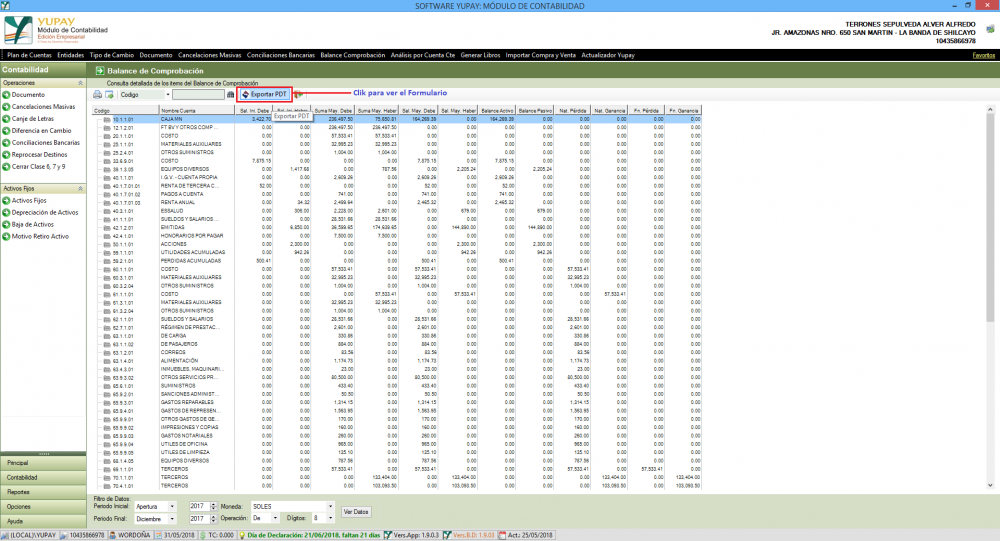 SOFTWARE YUPAY: MÓDULO DE CONTABILIDAD
YUPAY
Módulo de Contabilidad
Edición Empresarial
TERRONES SEPULVEDA ALVER ALFREDO
JR. AMAZONAS NRO. 650 SAN MARTIN - LA BANDA DE SHILCAYO
10435866978
Plan de Cuentas Entidades Tipo de Cambio Documento Cancelaciones Masivas Conciliaciones Bancarias Balance Comprobación Análisis por Cuenta Cte Generar Libros Importar Compra y Venta Actualizador Yupay Favoritos
Contabilidad
Operaciones
Documento
Cancelaciones Masivas
Canje de Letras
Diferencia en Cambio
Conciliaciones Bancarias
Reprocesar Destinos
Cerrar Clase 6, 7 y 9
Activos Fijos
Activos Fijos
Depreciación de Activos
Baja de Activos
Motivo Retiro Activo
Principal
Contabilidad
Reportes
Opciones
Ayuda
Balance de Comprobación
Consulta detallada de los items del Balance de Comprobación
Codigo Exportar PDT Clik para ver el Formulario
Exportar PDT
Código Nombre Cuenta Sal. Ini. Debe Sal. Ini. Haber Suma May. Debe Suma May. Haber Sal. May. Debe Sal. May. Haber Balance Activo Balance Pasivo Nat. Pérdida Nat. Ganancia Fn. Pérdida Fn. Ganancia
10.1.1.01 CAJA MN 3,422.70 236,497.50 75,650.81 164,269.39 0.00 164,269.39 0.00 0.00 0.00 0.00 0.00
12.1.2.01 FT BV Y OTROS COMP ... 0.00 0.00 236,497.50 236,497.50 0.00 0.00 0.00 0.00 0.00 0.00 0.00 0.00
20.1.1.01 COSTO 0.00 0.00 57,533.41 57,533.41 0.00 0.00 0.00 0.00 0.00 0.00 0.00 0.00
25.1.1.01 MATERIALES AUXILIARES 0.00 0.00 32,995.23 32,995.23 0.00 0.00 0.00 0.00 0.00 0.00 0.00 0.00
25.2.4.01 OTROS SUMINISTROS 0.00 0.00 1,004.00 1,004.00 0.00 0.00 0.00 0.00 0.00 0.00 0.00 0.00
33.6.9.01 COSTO 7,875.15 0.00 0.00 0.00 7,875.15 0.00 7,875.15 0.00 0.00 0.00 0.00 0.00
39.1.3.05 EQUIPOS DIVERSOS 0.00 1,417.68 0.00 787.56 0.00 2,205.24 0.00 2,205.24 0.00 0.00 0.00 0.00
40.1.1.01 I.G.V. - CUENTA PROPIA 0.00 0.00 2,609.26 2,609.26 0.00 0.00 0.00 0.00 0.00 0.00 0.00 0.00
40.1.7.01.01 RENTA DE TERCERA C... 52.00 0.00 0.00 0.00 52.00 0.00 52.00 0.00 0.00 0.00 0.00 0.00
40.1.7.01.02 PAGOS A CUENTA 0.00 0.00 741.00 0.00 741.00 0.00 741.00 0.00 0.00 0.00 0.00 0.00
40.1.7.01.03 RENTA ANUAL 0.00 34.32 2,499.64 0.00 2,465.32 0.00 2,465.32 0.00 0.00 0.00 0.00 0.00
40.3.1.01 ESSALUD 0.00 306.00 2,228.00 2,601.00 0.00 679.00 0.00 679.00 0.00 0.00 0.00 0.00
41.1.1.01 SUELDOS Y SALARIOS ... 0.00 0.00 28,531.66 28,531.66 0.00 0.00 0.00 0.00 0.00 0.00 0.00 0.00
42.1.2.01 EMITIDAS 0.00 6,850.00 36,599.65 174,639.65 0.00 144,890.00 0.00 144,890.00 0.00 0.00 0.00 0.00
42.4.1.01 HONORARIOS POR PAGAR 0.00 0.00 7,500.00 7,500.00 0.00 0.00 0.00 0.00 0.00 0.00 0.00 0.00
50.1.1.01 ACCIONES 0.00 2,300.00 0.00 0.00 0.00 2,300.00 0.00 2,300.00 0.00 0.00 0.00 0.00
59.1.1.01 UTILIDADES ACUMULADAS 0.00 942.26 0.00 0.00 0.00 942.26 0.00 942.26 0.00 0.00 0.00 0.00
59.2.1.01 PERDIDAS ACUMULADAS 500.41 0.00 0.00 0.00 500.41 0.00 500.41 0.00 0.00 0.00 0.00 0.00
60.1.1.01 COSTO 0.00 0.00 57,533.41 0.00 57,533.41 0.00 0.00 0.00 57,533.41 0.00 0.00 0.00
60.3.1.01 MATERIALES AUXILIARES 0.00 0.00 32,995.23 0.00 32,995.23 0.00 0.00 0.00 32,995.23 0.00 0.00 0.00
60.3.2.04 OTROS SUMINISTROS 0.00 0.00 1,004.00 0.00 1,004.00 0.00 0.00 0.00 1,004.00 0.00 0.00 0.00
61.1.1.01 COSTO 0.00 0.00 0.00 57,533.41 0.00 57,533.41 0.00 0.00 0.00 57,533.41 0.00 0.00
61.3.1.01 MATERIALES AUXILIARES 0.00 0.00 32,995.23 32,995.23 0.00 0.00 0.00 0.00 0.00 0.00 0.00 0.00
61.3.2.04 OTROS SUMINISTROS 0.00 0.00 1,004.00 1,004.00 0.00 0.00 0.00 0.00 0.00 0.00 0.00 0.00
62.1.1.01 SUELDOS Y SALARIOS 0.00 0.00 28,531.66 0.00 28,531.66 0.00 0.00 0.00 28,531.66 0.00 0.00 0.00
62.7.1.01 RÉGIMEN DE PRESTAC... 0.00 0.00 2,601.00 0.00 2,601.00 0.00 0.00 0.00 2,601.00 0.00 0.00 0.00
63.1.1.01 DE CARGA 0.00 0.00 330.86 0.00 330.86 0.00 0.00 0.00 330.86 0.00 0.00 0.00
63.1.1.02 DE PASAJEROS 0.00 0.00 884.00 0.00 884.00 0.00 0.00 0.00 884.00 0.00 0.00 0.00
63.1.2.01 CORREOS 0.00 0.00 83.59 0.00 83.59 0.00 0.00 0.00 83.59 0.00 0.00 0.00
63.1.4.01 ALIMENTACIÓN 0.00 0.00 1,174.73 0.00 1,174.73 0.00 0.00 0.00 1,174.73 0.00 0.00 0.00
63.4.3.01 INMUEBLES, MAQUINARI... 0.00 0.00 23.00 0.00 23.00 0.00 0.00 0.00 23.00 0.00 0.00 0.00
63.9.3.02 OTROS SERVICIOS PR... 0.00 0.00 80,500.00 0.00 80,500.00 0.00 0.00 0.00 80,500.00 0.00 0.00 0.00
65.6.1.01 SUMINISTROS 0.00 0.00 433.40 0.00 433.40 0.00 0.00 0.00 433.40 0.00 0.00 0.00
65.9.2.01 SANCIONES ADMINIST... 0.00 0.00 50.50 0.00 50.50 0.00 0.00 0.00 50.50 0.00 0.00 0.00
65.9.3.01 GASTOS REPARABLES 0.00 0.00 1,314.15 0.00 1,314.15 0.00 0.00 0.00 1,314.15 0.00 0.00 0.00
65.9.4.01 GASTOS DE REPRESEN... 0.00 0.00 1,563.95 0.00 1,563.95 0.00 0.00 0.00 1,563.95 0.00 0.00 0.00
65.9.9.01 OTROS GASTOS DE GE... 0.00 0.00 170.00 0.00 170.00 0.00 0.00 0.00 170.00 0.00 0.00 0.00
65.9.9.02 IMPRESIONES Y COPIAS 0.00 0.00 160.00 0.00 160.00 0.00 0.00 0.00 160.00 0.00 0.00 0.00
65.9.9.03 GASTOS NOTARIALES 0.00 0.00 260.00 0.00 260.00 0.00 0.00 0.00 260.00 0.00 0.00 0.00
65.9.9.04 UTILES DE OFICINA 0.00 0.00 965.00 0.00 965.00 0.00 0.00 0.00 965.00 0.00 0.00 0.00
65.9.9.05 UTILES DE LIMPIEZA 0.00 0.00 135.10 0.00 135.10 0.00 0.00 0.00 135.10 0.00 0.00 0.00
68.1.4.05 EQUIPOS DIVERSOS 0.00 0.00 787.56 0.00 787.56 0.00 0.00 0.00 787.56 0.00 0.00 0.00
69.1.1.01 TERCEROS 0.00 0.00 57,533.41 0.00 57,533.41 0.00 0.00 0.00 57,533.41 0.00 57,533.41 0.00
70.1.1.01 TERCEROS 0.00 0.00 0.00 133,404.00 0.00 133,404.00 0.00 0.00 0.00 133,404.00 0.00 133,404.00
70.4.1.01 TERCEROS 0.00 0.00 0.00 103,093.50 0.00 103,093.50 0.00 0.00 0.00 103,093.50 0.00 103,093.50
Filtro de Datos:
Periodo Inicial: Apertura 2017 Moneda: SOLES
Periodo Final: Diciembre 2017 Operación: De Dígitos: 8 Ver Datos
(LOCAL)\YUPAY 10435866978 WORDOÑA 31/05/2018 TC: 0.000 Día de Declaración: 21/06/2018, faltan 21 días Vers.App: 1.9.0.3 Vers.B.D: 1.9.03 Act.: 25/05/2018